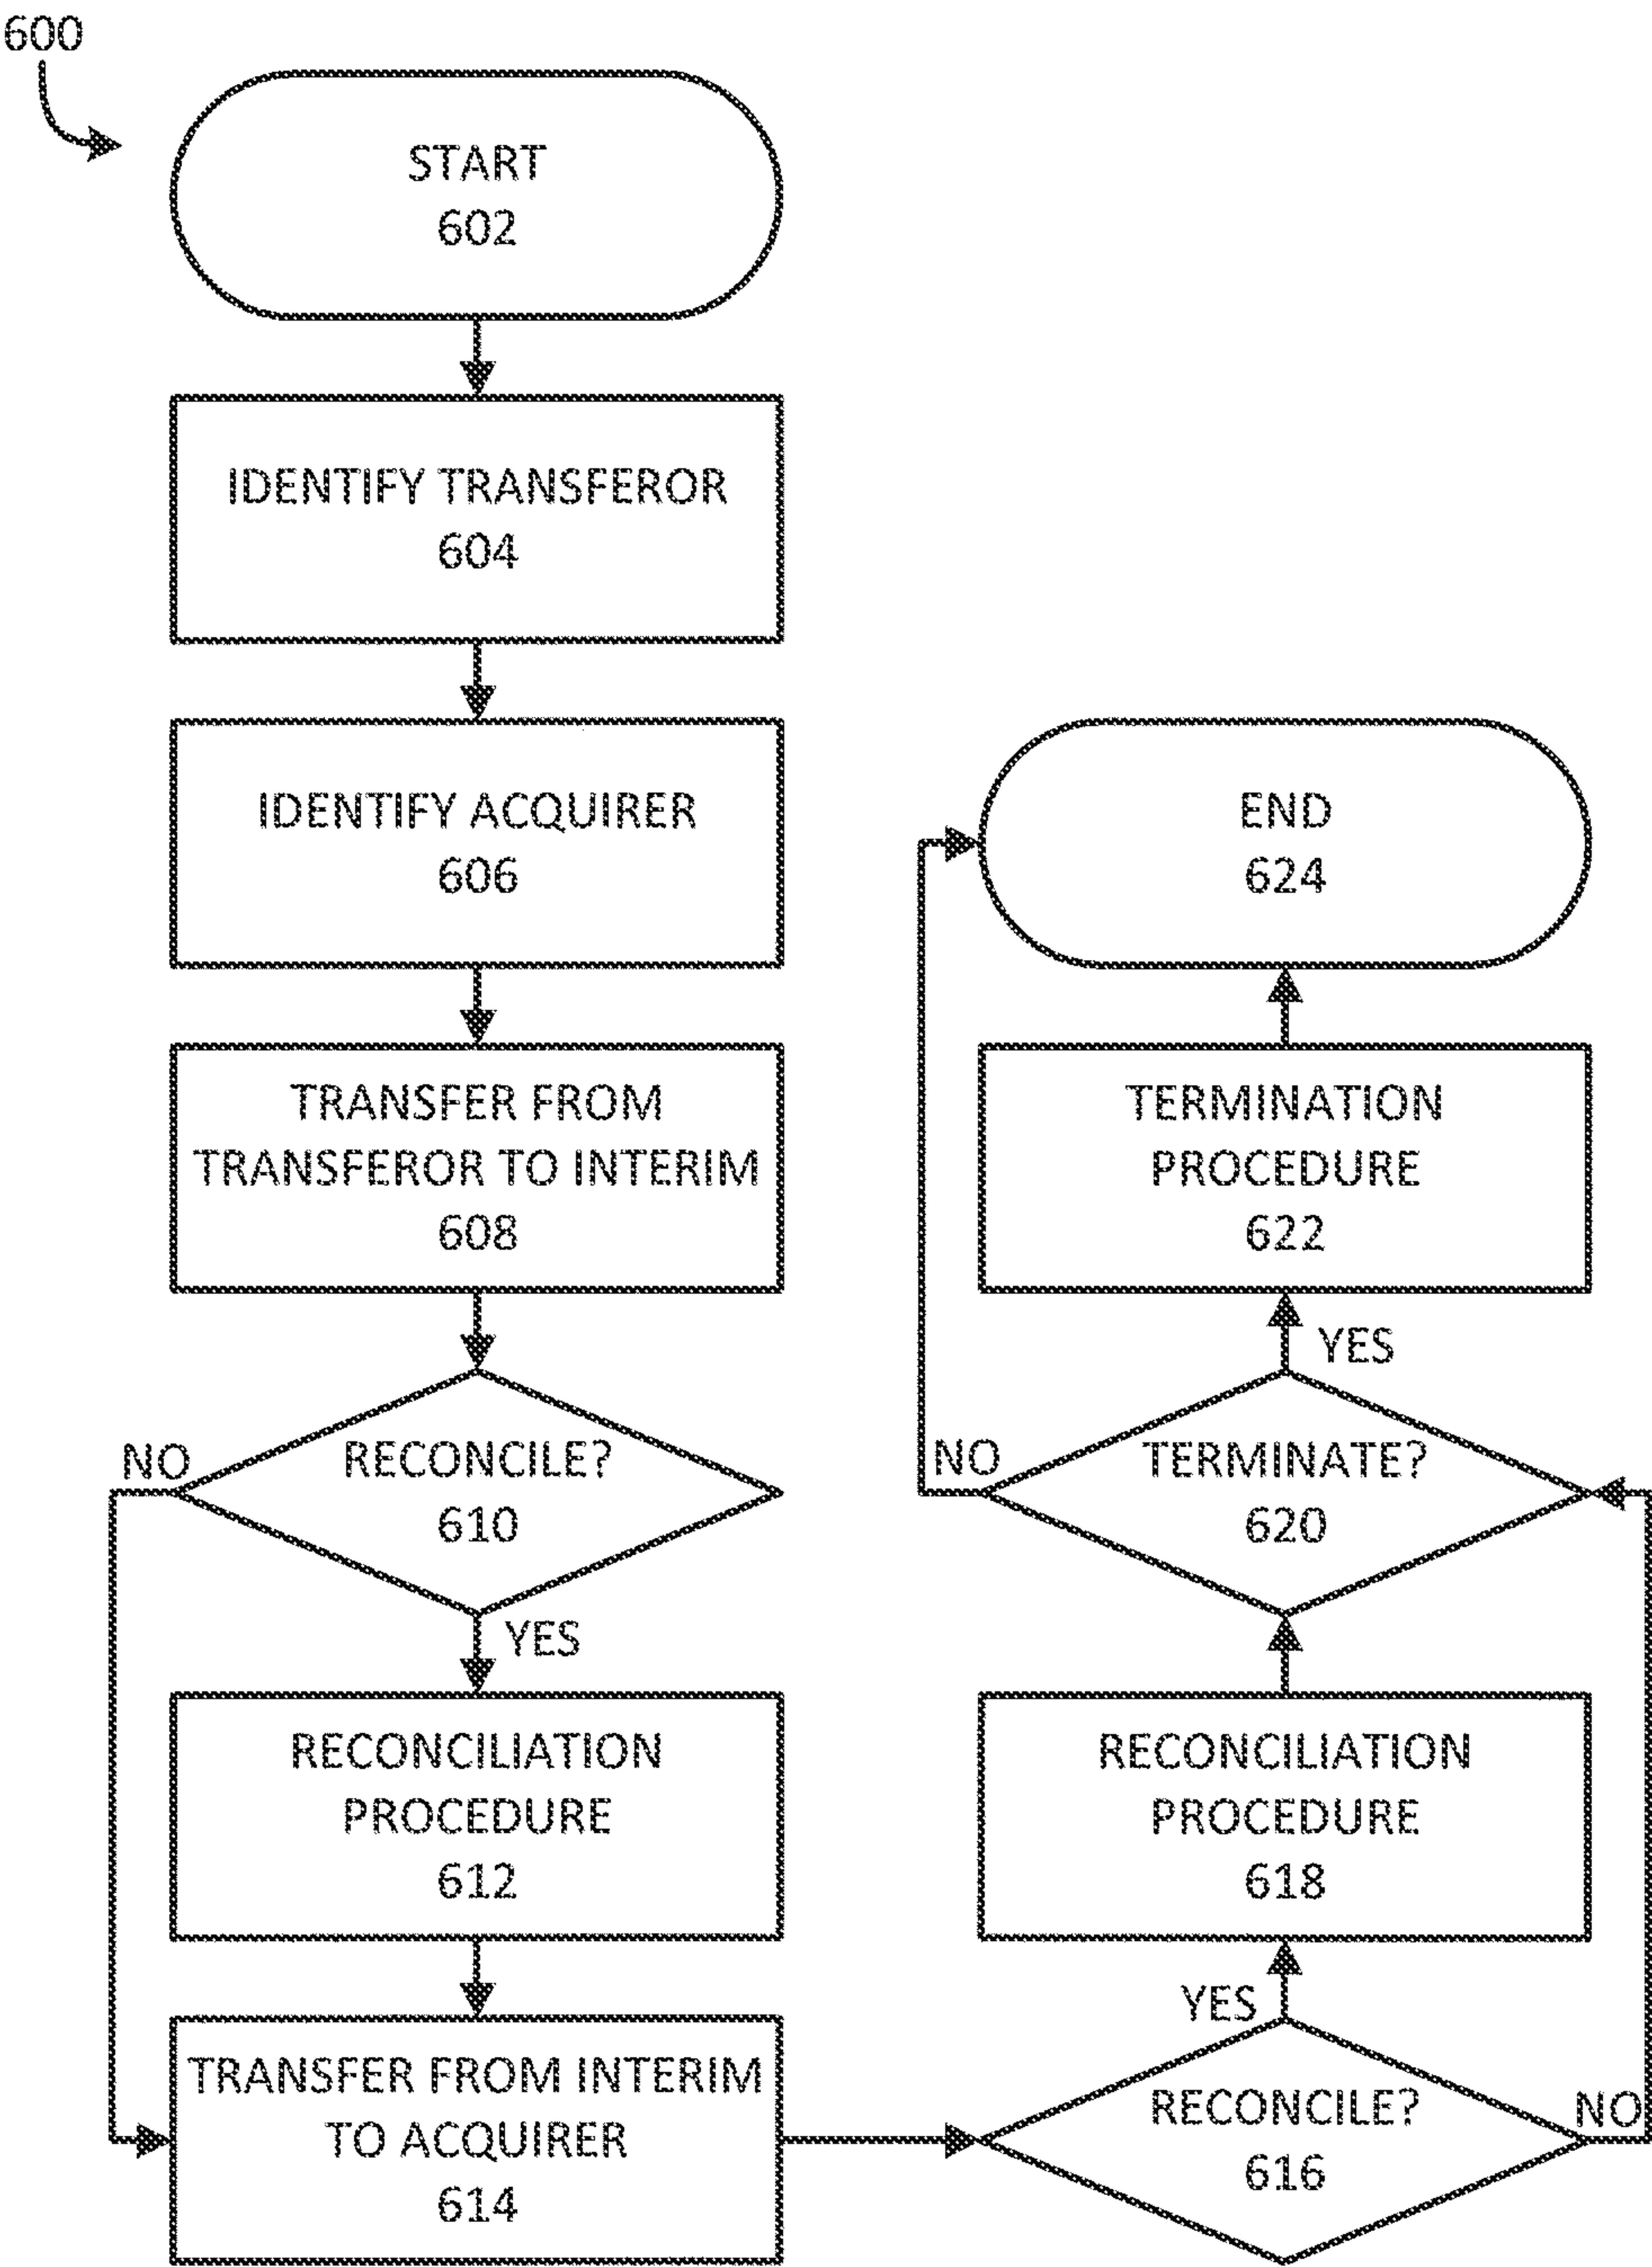 600
START
602
IDENTIFY TRANSFEROR
604
IDENTIFY ACQUIRER
606
TRANSFER FROM
TRANSFEROR TO INTERIM
608
RECONCILE?
610
NO
YES
RECONCILIATION
PROCEDURE
612
TRANSFER FROM INTERIM
TO ACQUIRER
614
RECONCILE?
616
YES
NO
RECONCILIATION
PROCEDURE
618
TERMINATE?
620
NO
YES
TERMINATION
PROCEDURE
622
END
624